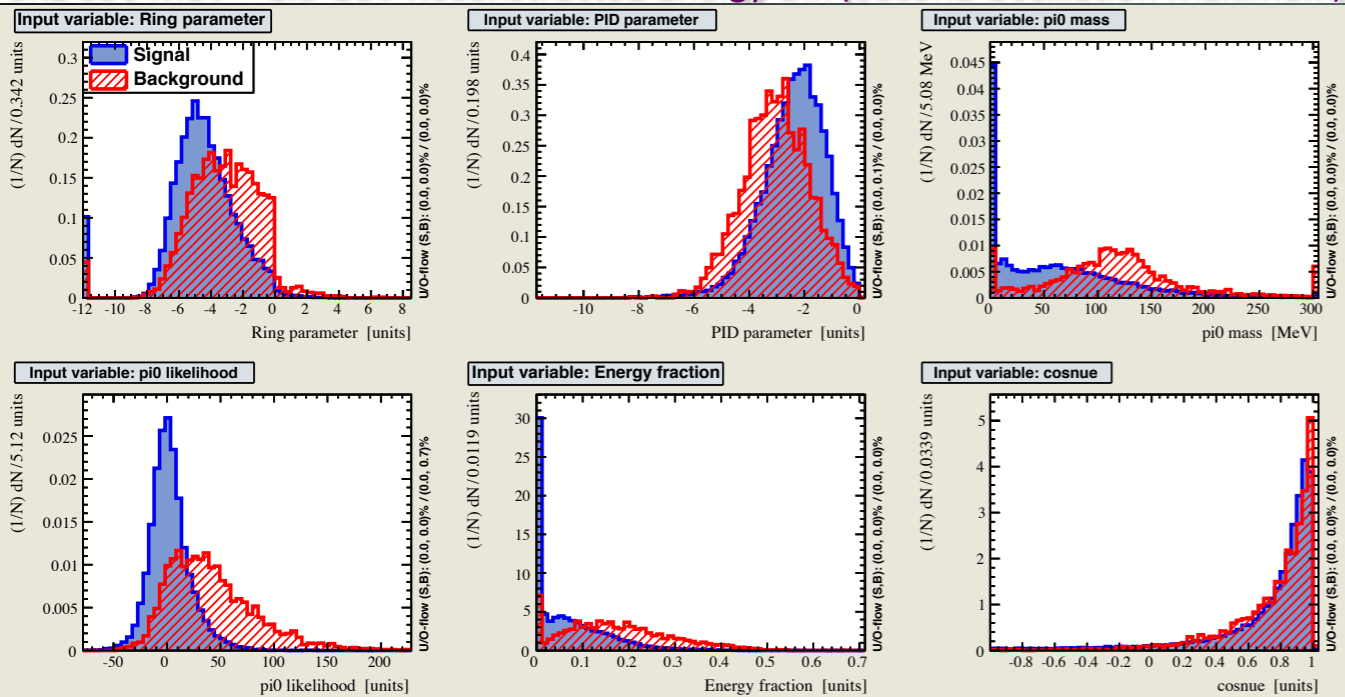 Input variable: Ring parameter
(1/N) dN/0.342 units
0.3
0.25
0.2
0.15
0.1
0.05
0
Signal
Background
-12 -10 -8 -6 -4 -2 0 2 4 6 8
Ring parameter [units]
U/O-flow (S,B): (0.0, 0.0)% / (0.0, 0.0)%
Input variable: PID parameter
(1/N) dN/0.198 units
0.4
0.35
0.3
0.25
0.2
0.15
0.1
0.05
0
-10 -8 -6 -4 -2 0
PID parameter [units]
U/O-flow (S,B): (0.0, 0.1)% / (0.0, 0.0)%
Input variable: pi0 mass
(1/N) dN/5.08 MeV
0.045
0.04
0.035
0.03
0.025
0.02
0.015
0.01
0.005
0
0 50 100 150 200 250 300
pi0 mass [MeV]
U/O-flow (S,B): (0.0, 0.0)% / (0.0, 0.0)%
Input variable: pi0 likelihood
(1/N) dN/5.12 units
0.025
0.02
0.015
0.01
0.005
0
-50 0 50 100 150 200
pi0 likelihood [units]
U/O-flow (S,B): (0.0, 0.0)% / (0.0, 0.7)%
Input variable: Energy fraction
(1/N) dN/0.0119 units
30
25
20
15
10
5
0
0 0.1 0.2 0.3 0.4 0.5 0.6 0.7
Energy fraction [units]
U/O-flow (S,B): (0.0, 0.0)% / (0.0, 0.0)%
Input variable: cosnue
(1/N) dN/0.0339 units
5
4
3
2
1
0
-0.8 -0.6 -0.4 -0.2 0 0.2 0.4 0.6 0.8 1
cosnue [units]
U/O-flow (S,B): (0.0, 0.0)% / (0.0, 0.0)%